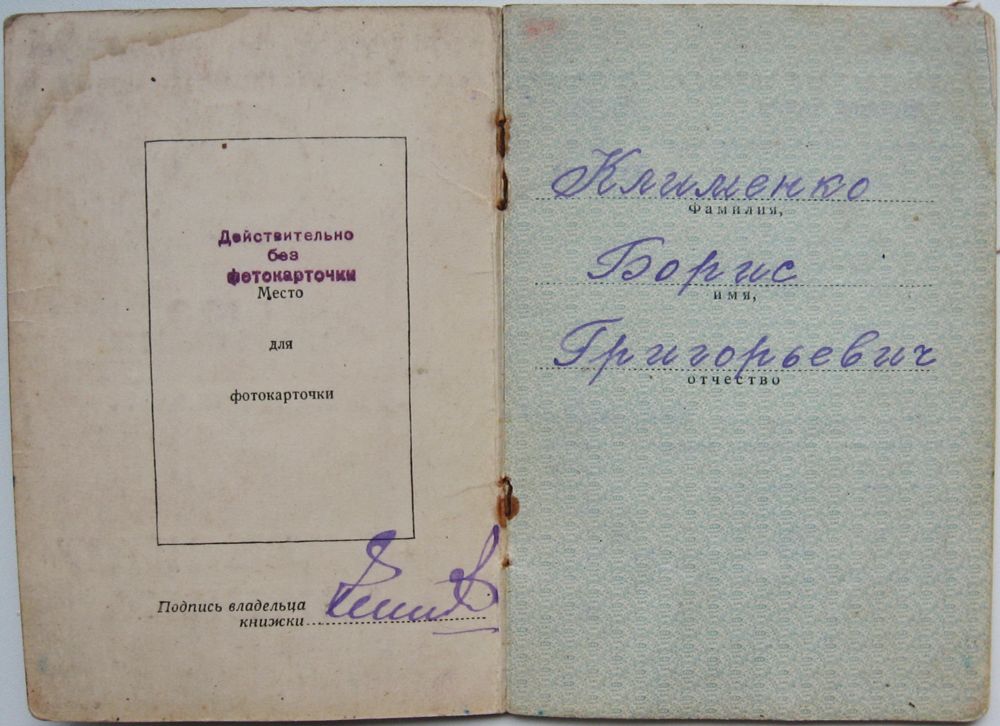 Действительно
без
фотокарточки
Место
для
фотокарточки
Подпись владельца
книжки
Клименко
Фамилия,
Борис
имя,
Григорьевич
отчество